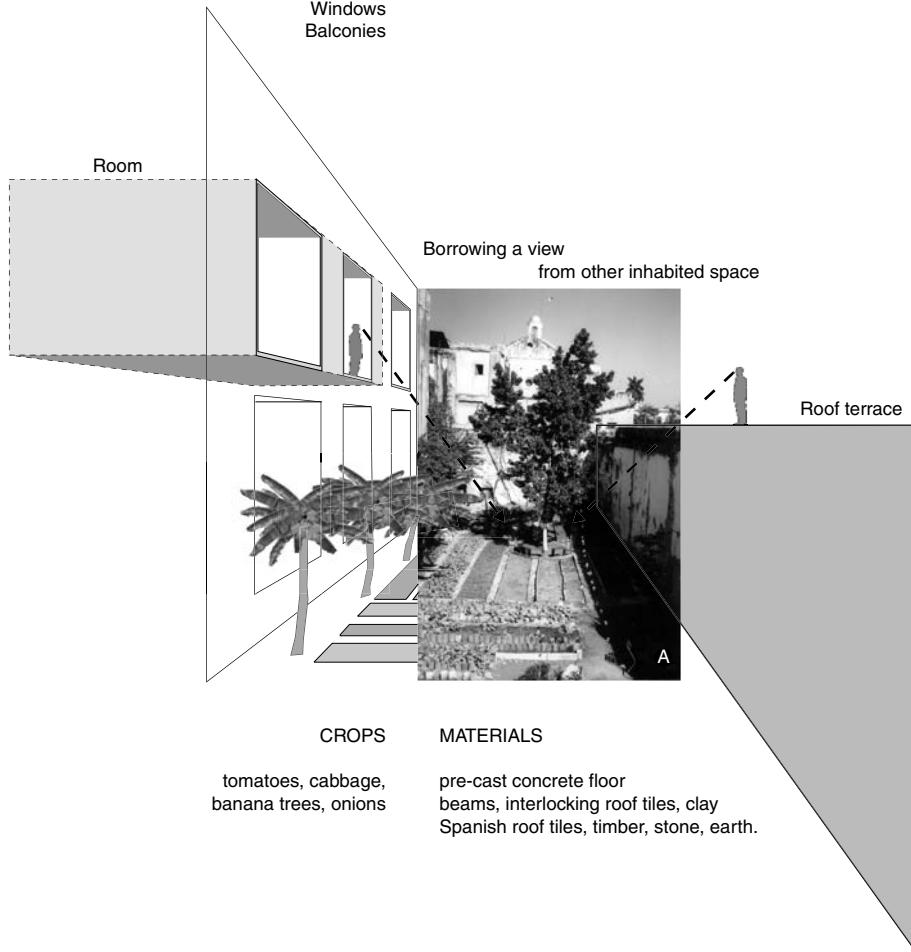 Windows
Balconies
Room
Borrowing a view
from other inhabited space
Roof terrace
A
CROPS
tomatoes, cabbage,
banana trees, onions
MATERIALS
pre-cast concrete floor
beams, interlocking roof tiles, clay
Spanish roof tiles, timber, stone, earth.